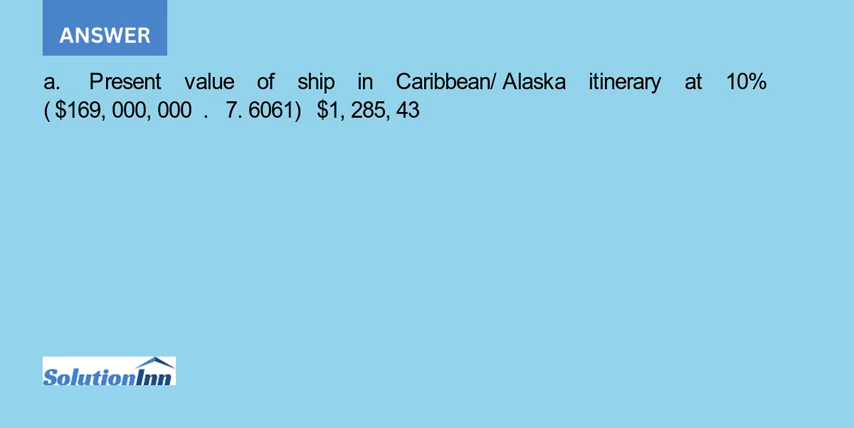 ANSWER
a. Present value of ship in Caribbean/ Alaska itinerary at 10%
( $169, 000, 000 . 7. 6061) $1, 285, 43
SolutionInn